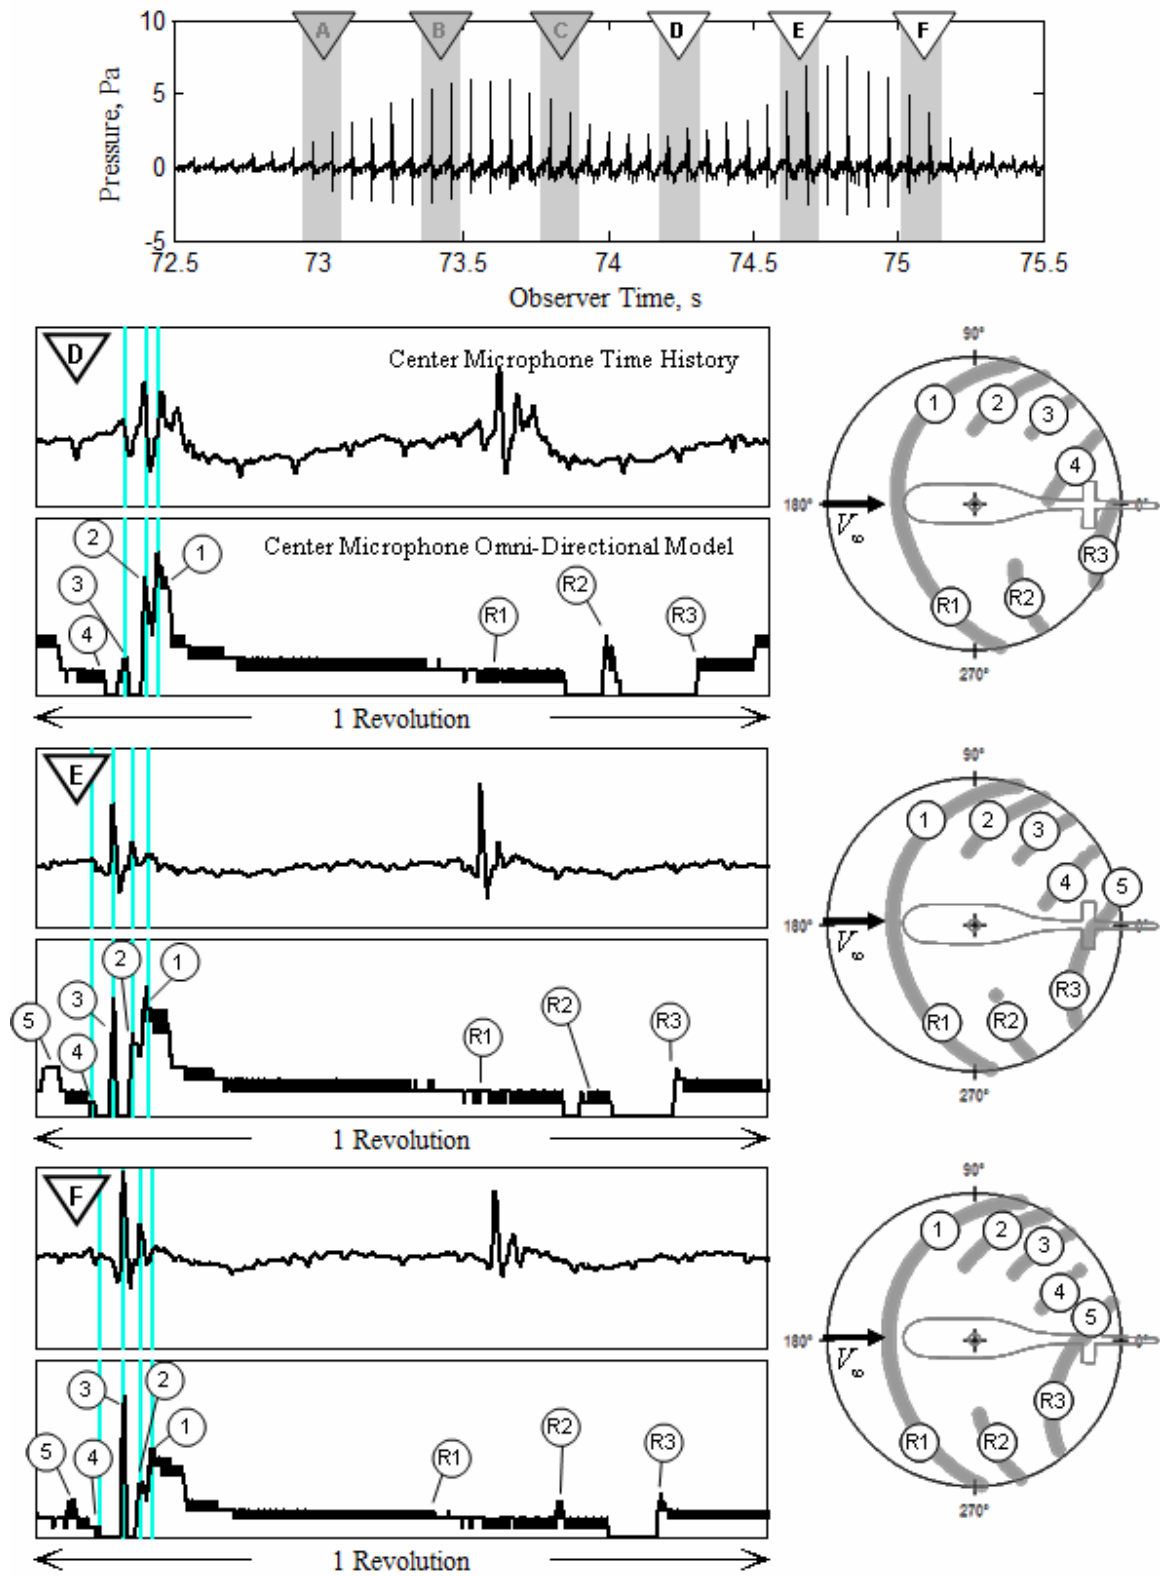 A B C D E F
10
5
0
-5
Pressure, Pa
72.5 73 73.5 74 74.5 75 75.5
Observer Time, s
D
Center Microphone Time History
Center Microphone Omni-Directional Model
4 3 2 1 R1 R2 R3
1 Revolution
90°
180°
0°
270°
1 2 3 4 R1 R2 R3
E
5 4 3 2 1 R1 R2 R3
1 Revolution
90°
180°
0°
270°
1 2 3 4 5 R1 R2 R3
F
5 4 3 2 1 R1 R2 R3
1 Revolution
90°
180°
0°
270°
1 2 3 4 5 R1 R2 R3